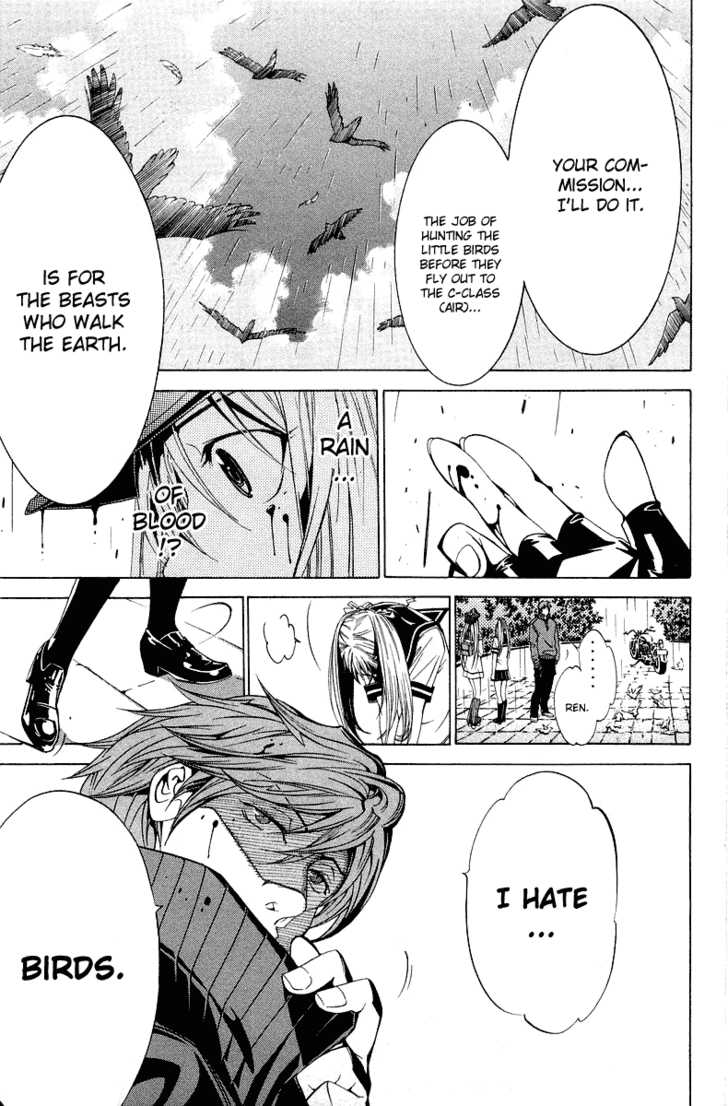 YOUR COM-
MISSION...
I'LL DO IT.
THE JOB OF
HUNTING THE
LITTLE BIRDS
BEFORE THEY
FLY OUT TO
THE C-CLASS
(AIR)...
IS FOR
THE BEASTS
WHO WALK
THE EARTH.
A
RAIN
...
OF
BLOOD
!?
......
REN.
I HATE
...
BIRDS.